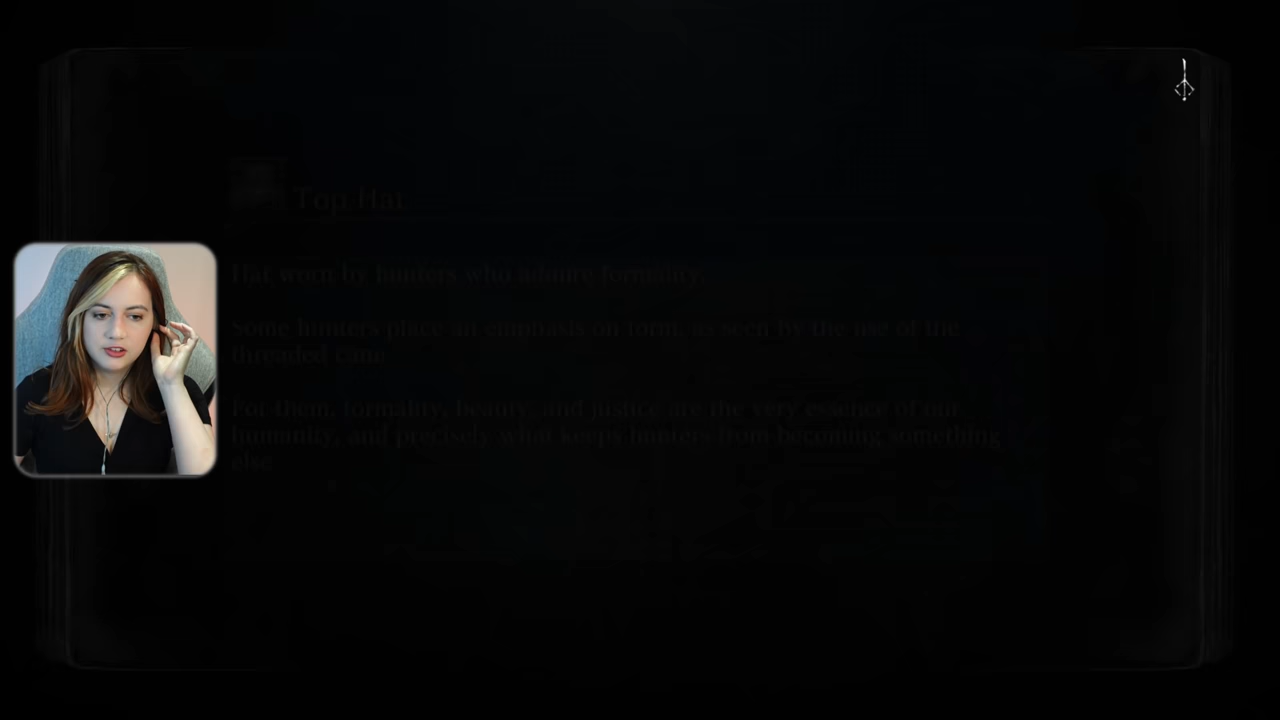 Top Hat
Hat worn by hunters who admire formality.
Some hunters place an emphasis on form, as seen by the use of the
threaded cane
For them, formality, beauty, and justice are the very essence of our
humanity, and precisely what keeps hunters from becoming something
else